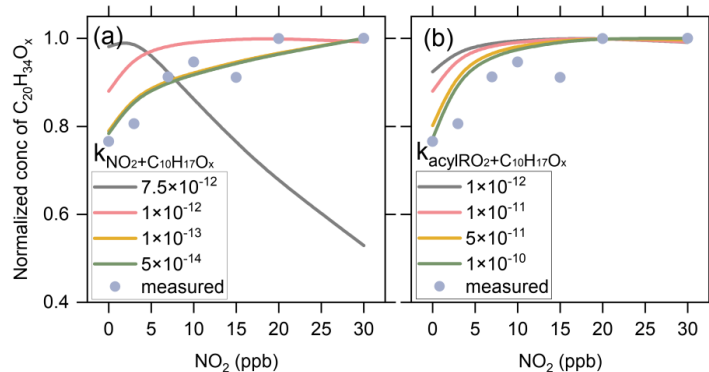 Normalized conc of C₂₀H₃₄Oₓ
1.0
0.8
0.6
0.4
(a)
k_NO₂+C₁₀H₁₇Oₓ
7.5×10⁻¹²
1×10⁻¹²
1×10⁻¹³
5×10⁻¹⁴
measured
0 5 10 15 20 25 30
NO₂ (ppb)
(b)
k_acylRO₂+C₁₀H₁₇Oₓ
1×10⁻¹²
1×10⁻¹¹
5×10⁻¹¹
1×10⁻¹⁰
measured
0 5 10 15 20 25 30
NO₂ (ppb)